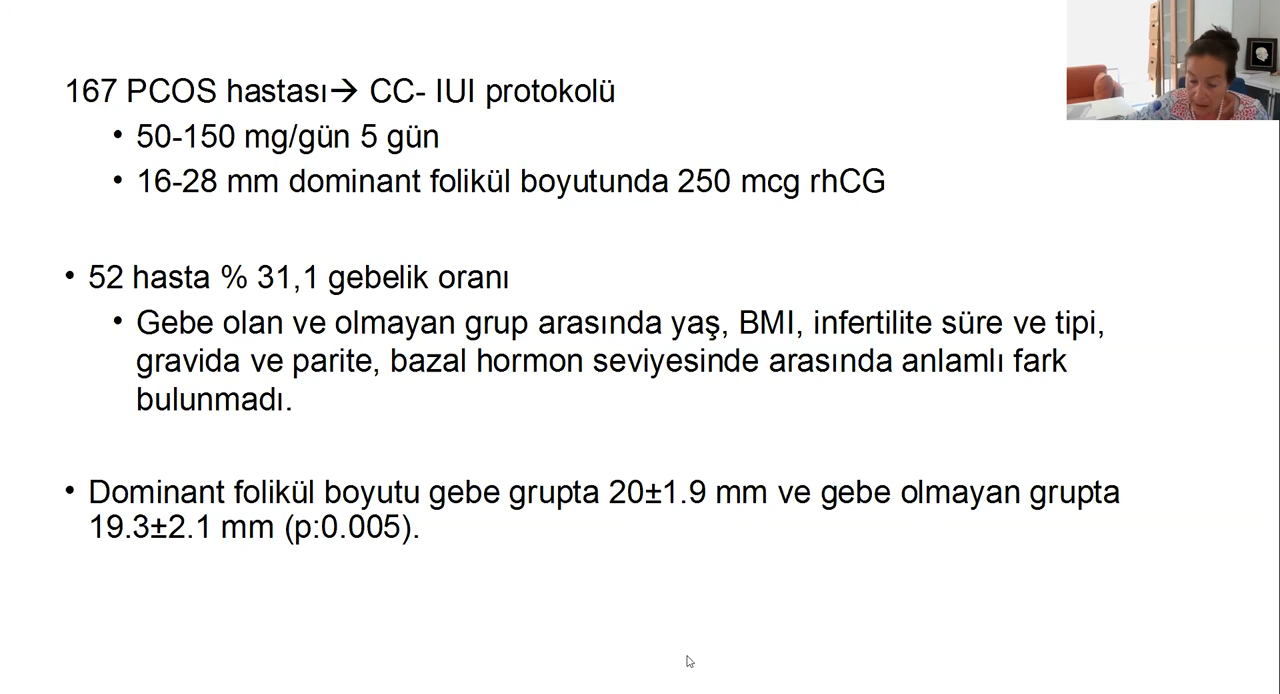 167 PCOS hastası→ CC- IUI protokolü
• 50-150 mg/gün 5 gün
• 16-28 mm dominant folikül boyutunda 250 mcg rhCG
• 52 hasta % 31,1 gebelik oranı
• Gebe olan ve olmayan grup arasında yaş, BMI, infertilite süre ve tipi,
gravida ve parite, bazal hormon seviyesinde arasında anlamlı fark
bulunmadı.
• Dominant folikül boyutu gebe grupta 20±1.9 mm ve gebe olmayan grupta
19.3±2.1 mm (p:0.005).